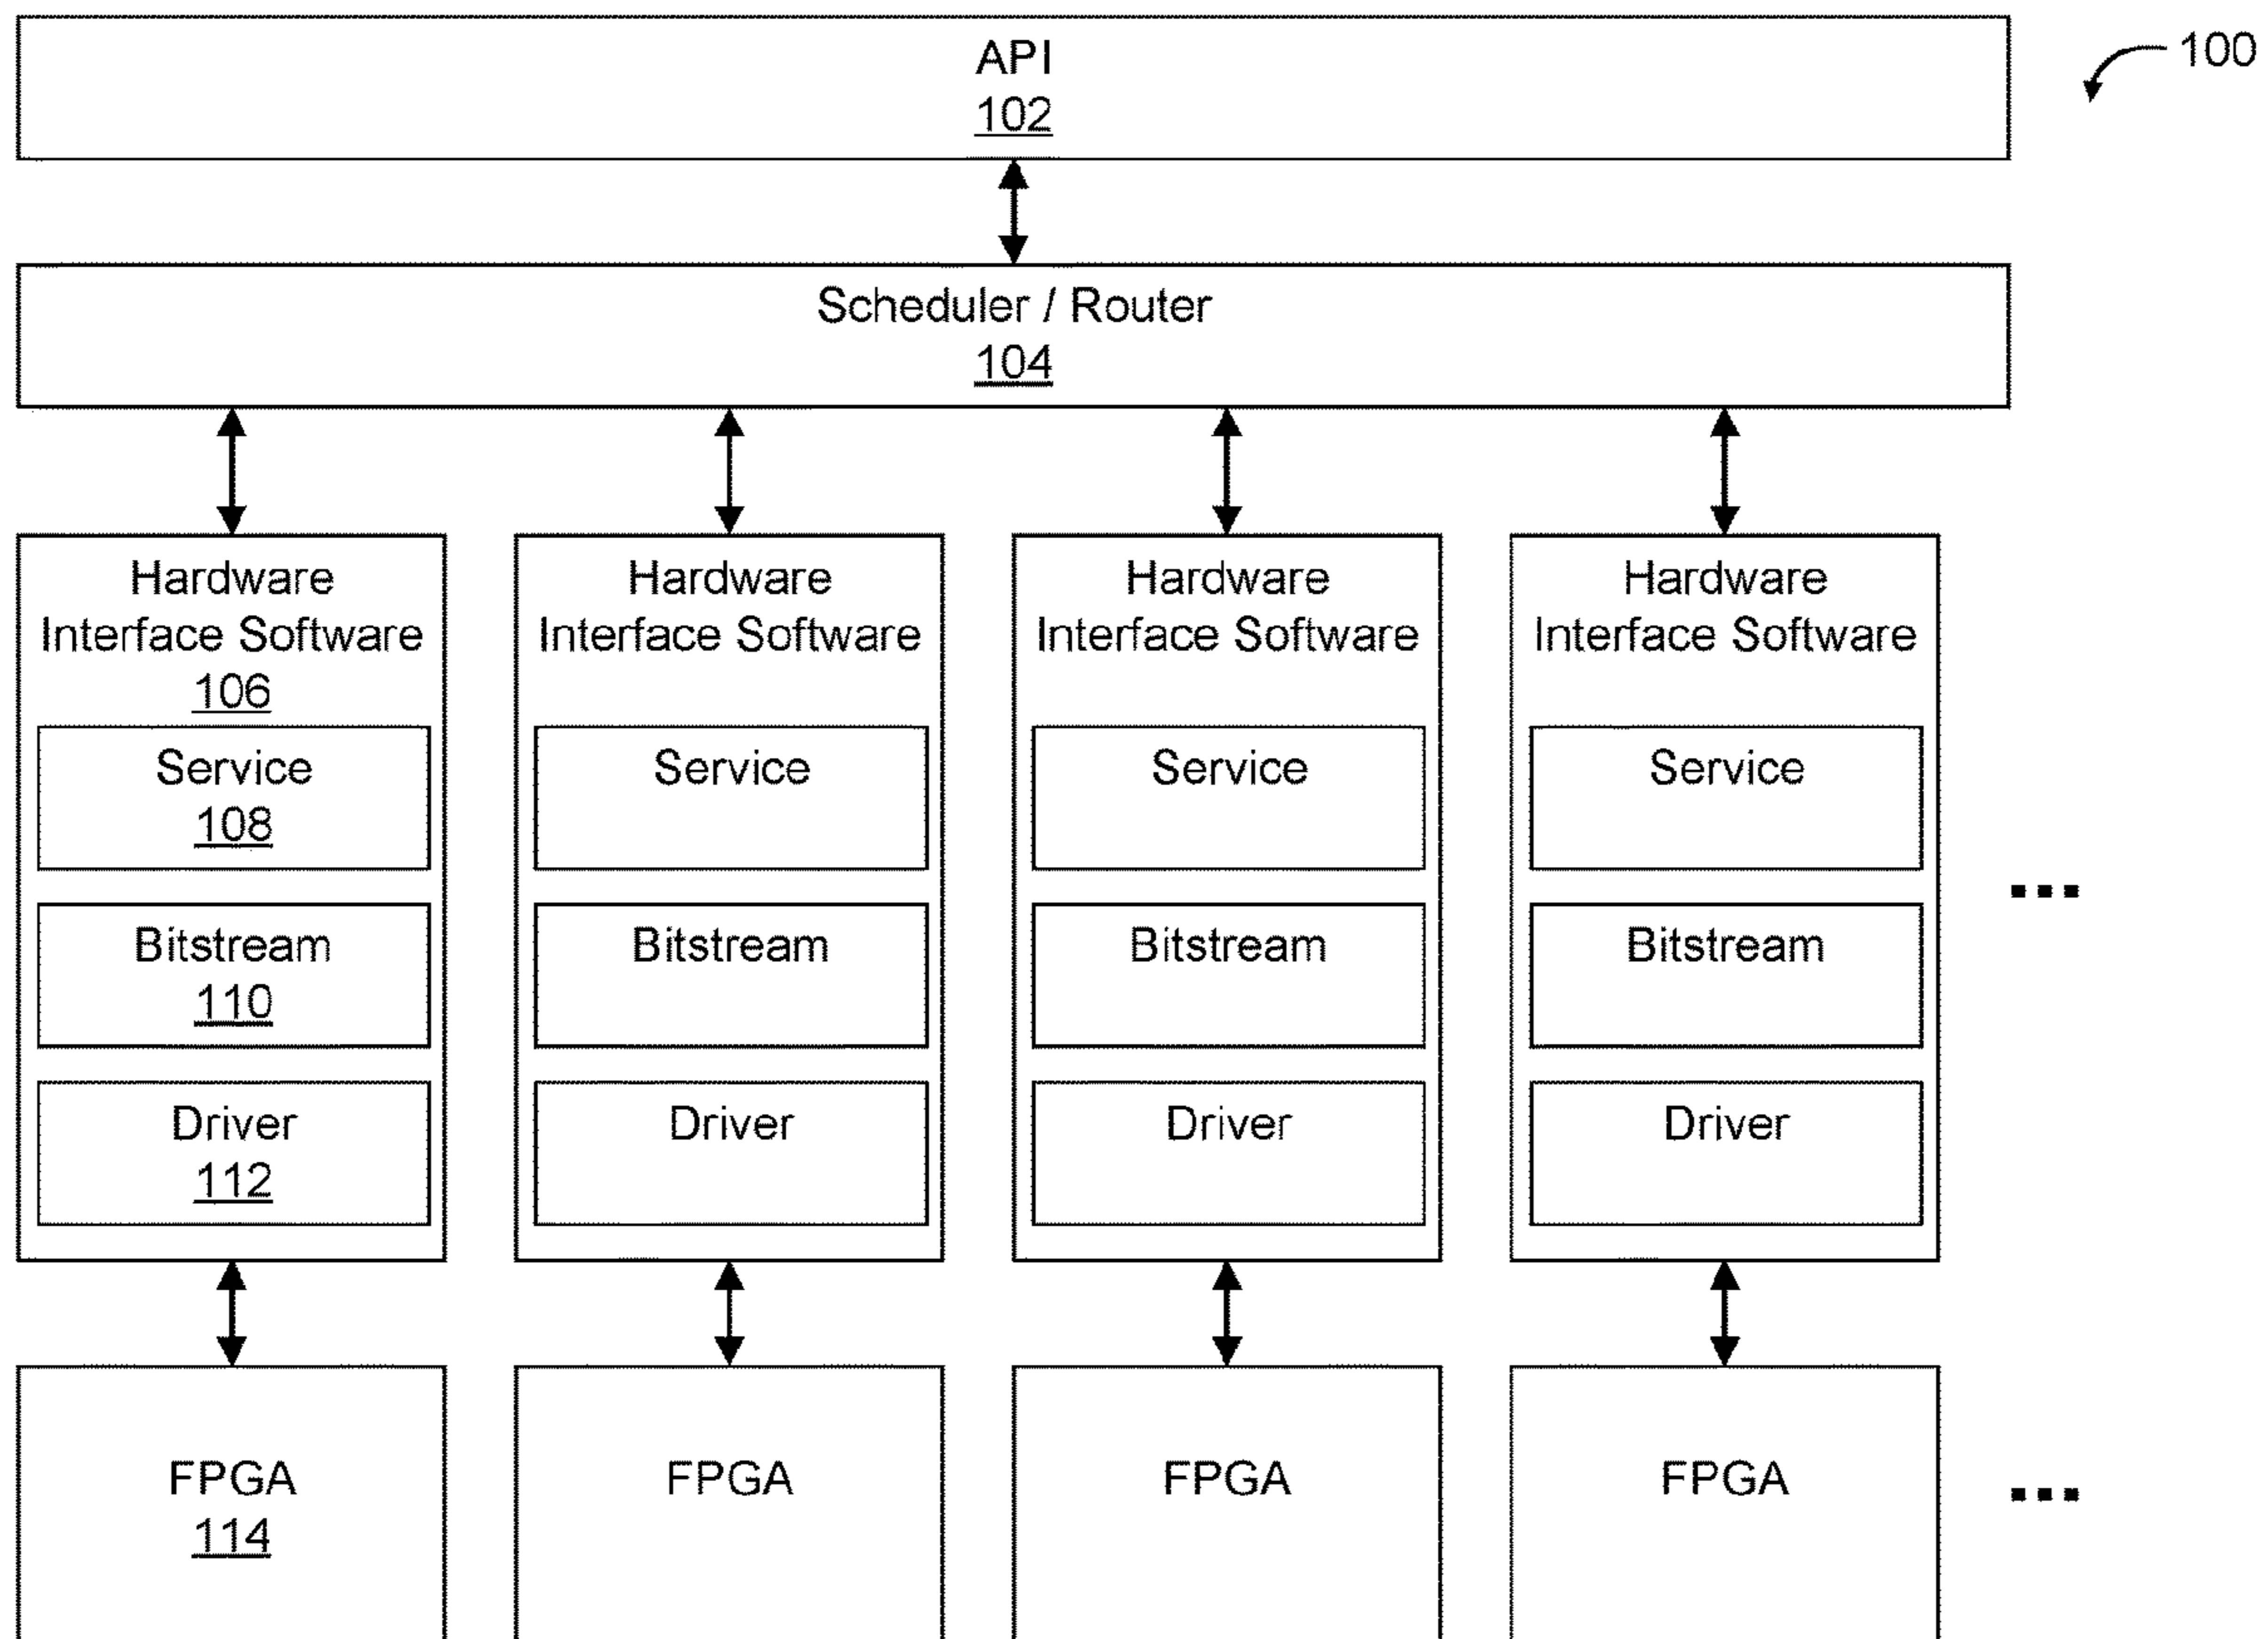 API
102
100
Scheduler / Router
104
Hardware
Interface Software
106
Service
108
Bitstream
110
Driver
112
Hardware
Interface Software
Service
Bitstream
Driver
Hardware
Interface Software
Service
Bitstream
Driver
Hardware
Interface Software
Service
Bitstream
Driver
...
FPGA
114
FPGA
FPGA
FPGA
...